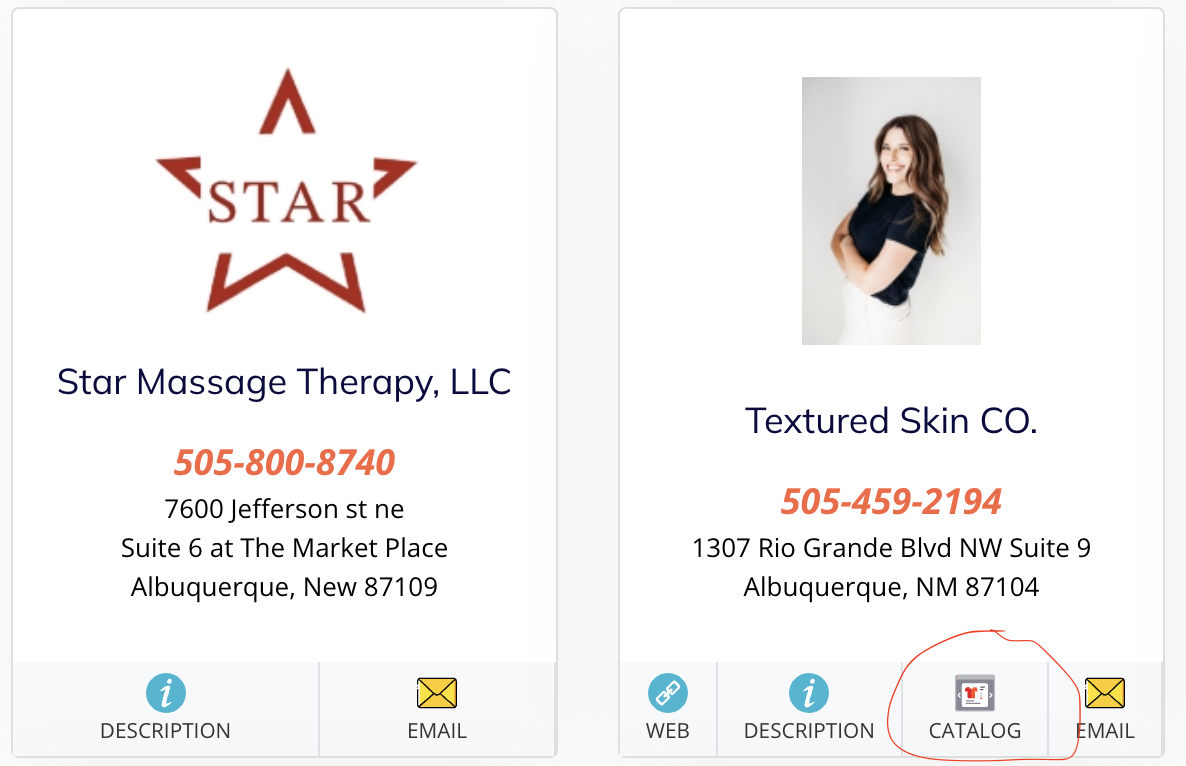 STAR
Star Massage Therapy, LLC
505-800-8740
7600 Jefferson st ne
Suite 6 at The Market Place
Albuquerque, New 87109
DESCRIPTION
EMAIL
Textured Skin CO.
505-459-2194
1307 Rio Grande Blvd NW Suite 9
Albuquerque, NM 87104
WEB
DESCRIPTION
CATALOG
EMAIL